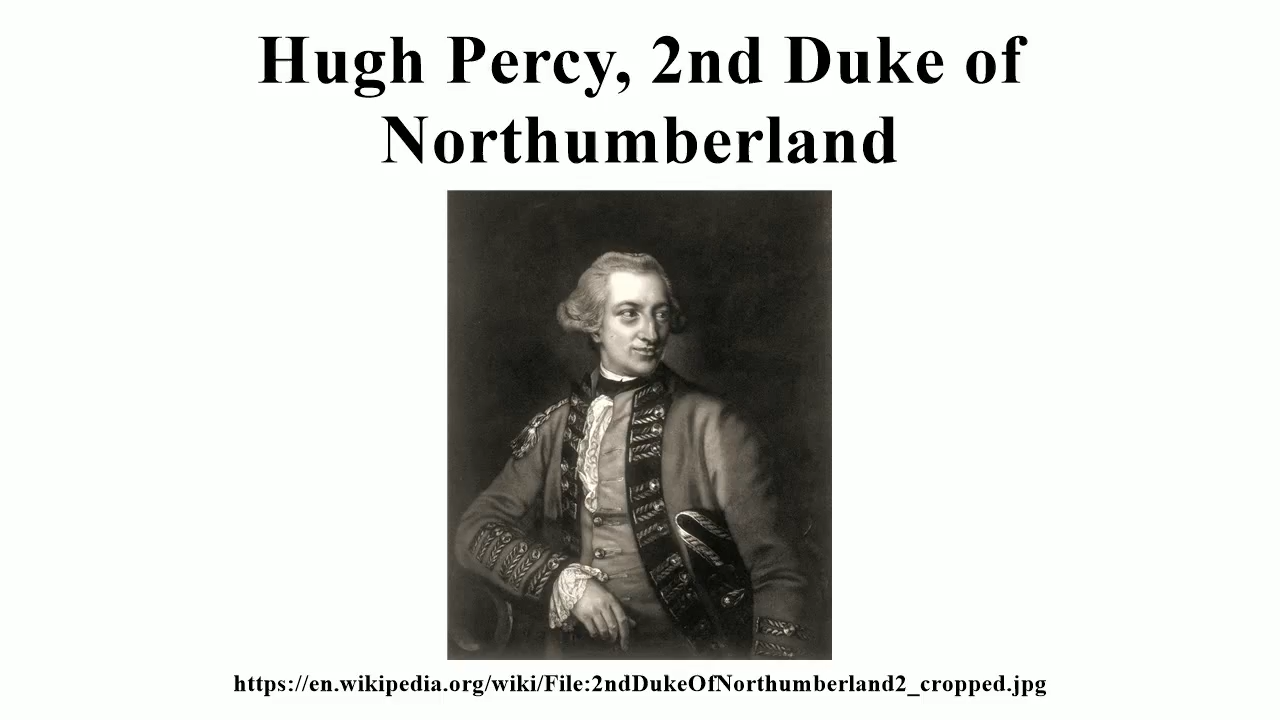 Hugh Percy, 2nd Duke of
Northumberland
https://en.wikipedia.org/wiki/File:2ndDukeOfNorthumberland2_cropped.jpg